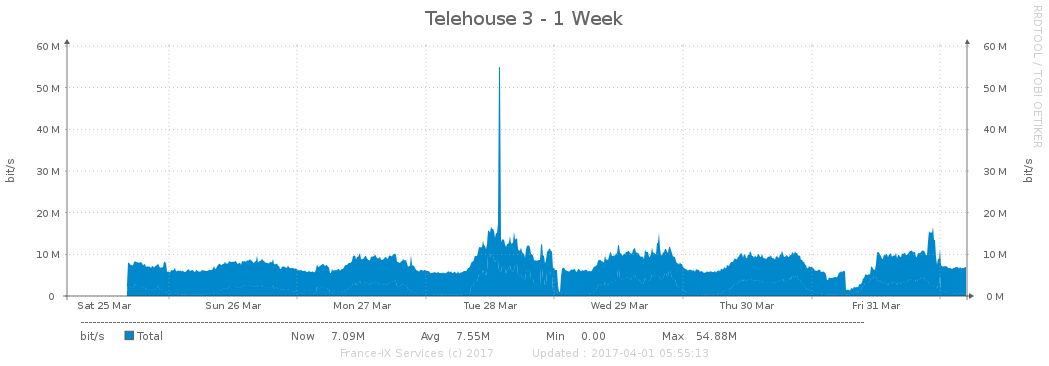 Telehouse 3 - 1 Week
RRDTOOL / TOBI OETIKER
bit/s
60 M
50 M
40 M
30 M
20 M
10 M
0
60 M
50 M
40 M
30 M
20 M
10 M
0 M
bit/s
Sat 25 Mar Sun 26 Mar Mon 27 Mar Tue 28 Mar Wed 29 Mar Thu 30 Mar Fri 31 Mar
bit/s Total Now 7.09M Avg 7.55M Min 0.00 Max 54.88M
France-IX Services (c) 2017 Updated : 2017-04-01 05:55:13